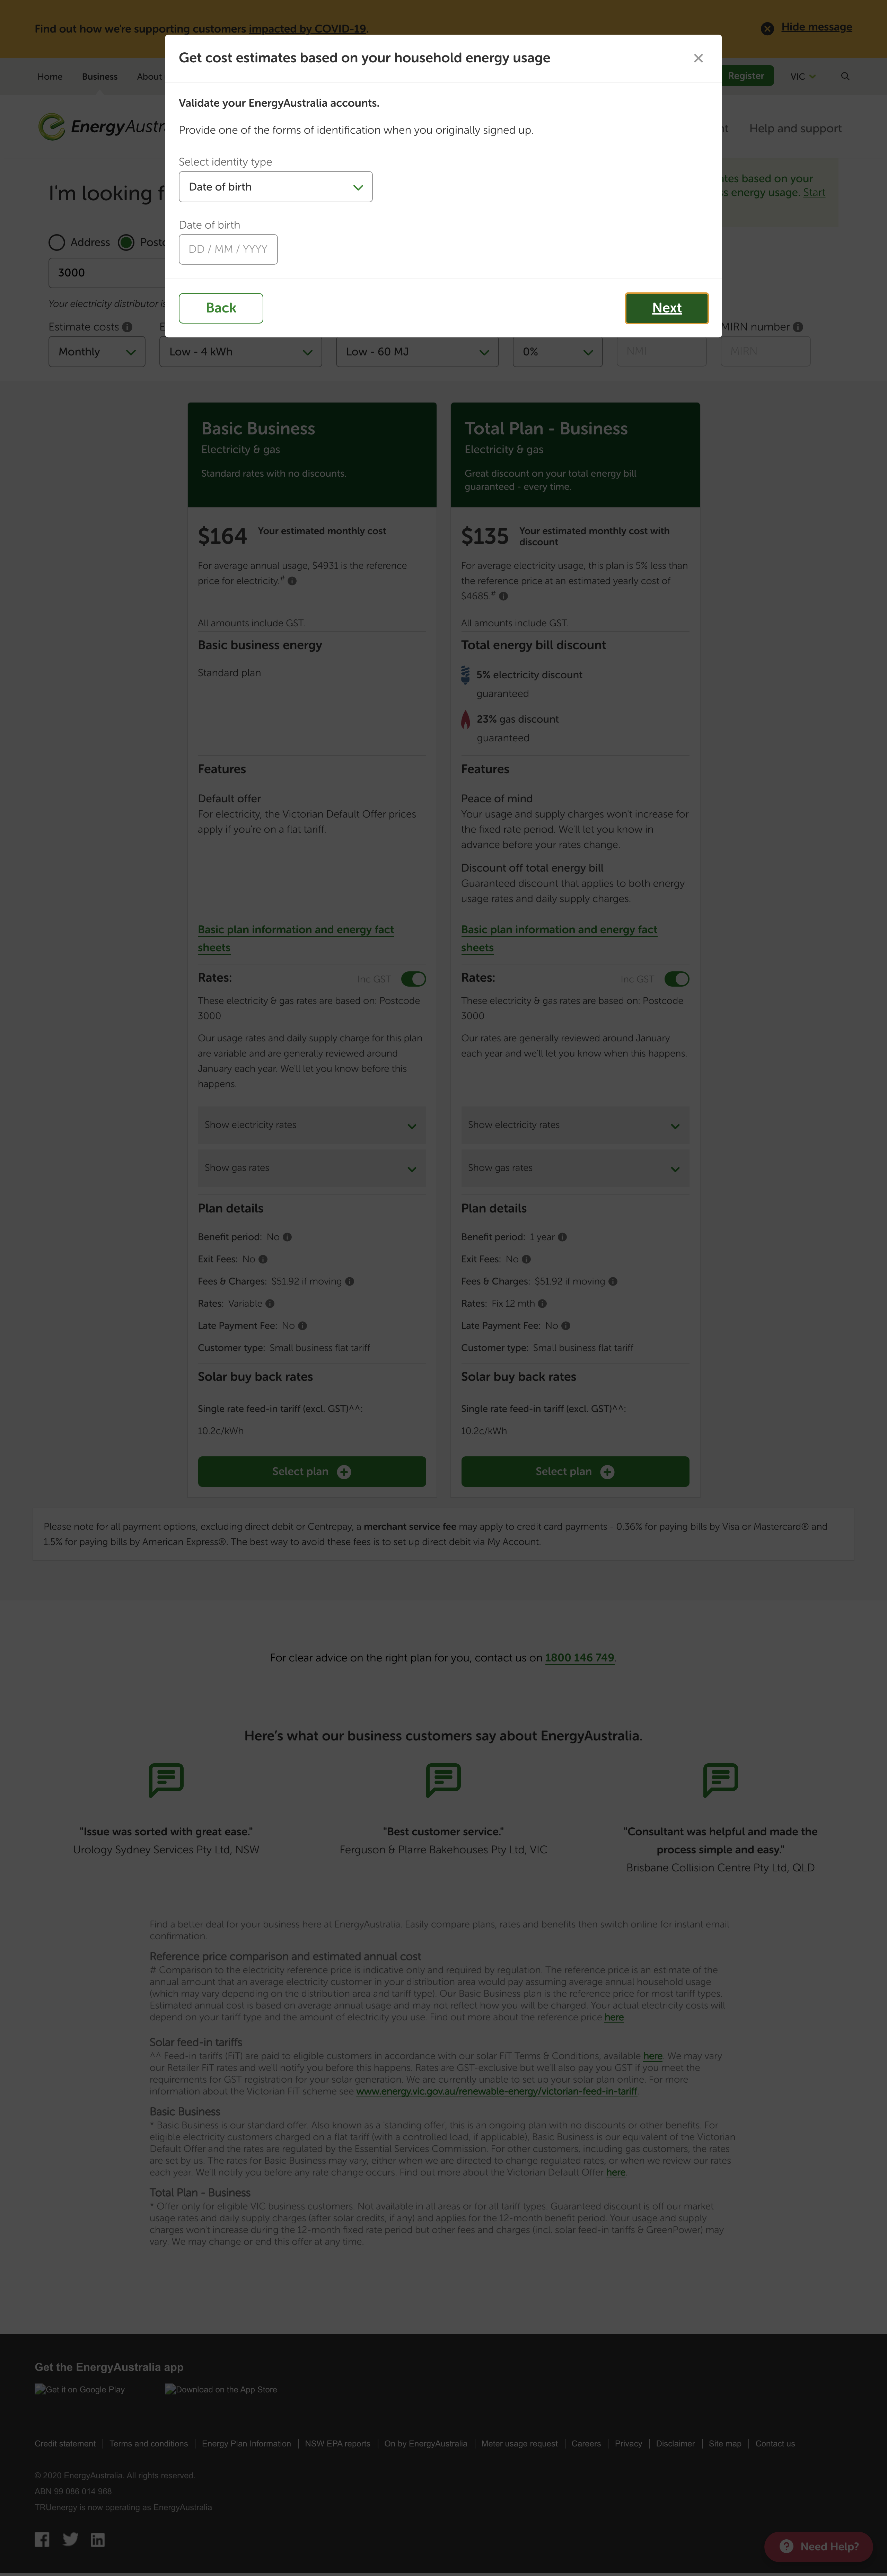 Find out how we're supporting customers impacted by COVID-19.
Hide message
Get cost estimates based on your household energy usage
Home
Business
About
Register
VIC
Validate your EnergyAustralia accounts.
Provide one of the forms of identification when you originally signed up.
Help and support
Select identity type
Date of birth
I'm looking f
based on your
energy usage. Start
Date of birth
DD / MM / YYYY
Address
3000
Your electricity distributor is
Back
Next
Estimate costs
MIRN number
Monthly
Low - 4 kWh
Low - 60 MJ
0%
NMI
MIRN
Basic Business
Electricity & gas
Standard rates with no discounts.
Total Plan - Business
Electricity & gas
Great discount on your total energy bill
guaranteed - every time.
$164
Your estimated monthly cost
For average annual usage, $4931 is the reference
price for electricity.#
All amounts include GST.
$135
Your estimated monthly cost with
discount
For average electricity usage, this plan is 5% less than
the reference price at an estimated yearly cost of
$4685.#
All amounts include GST.
Basic business energy
Standard plan
Total energy bill discount
5% electricity discount
guaranteed
23% gas discount
guaranteed
Features
Default offer
For electricity, the Victorian Default Offer prices
apply if you're on a flat tariff.
Features
Peace of mind
Your usage and supply charges won't increase for
the fixed rate period. We'll let you know in
advance before your rates change.
Discount off total energy bill
Guaranteed discount that applies to both energy
usage rates and daily supply charges.
Basic plan information and energy fact
sheets
Basic plan information and energy fact
sheets
Rates:
Inc GST
These electricity & gas rates are based on: Postcode
3000
Our usage rates and daily supply charge for this plan
are variable and are generally reviewed around
January each year. We'll let you know before this
happens.
Rates:
Inc GST
These electricity & gas rates are based on: Postcode
3000
Our rates are generally reviewed around January
each year and we'll let you know when this happens.
Show electricity rates
Show gas rates
Show electricity rates
Show gas rates
Plan details
Benefit period: No
Exit Fees: No
Fees & Charges: $51.92 if moving
Rates: Variable
Late Payment Fee: No
Customer type: Small business flat tariff
Plan details
Benefit period: 1 year
Exit Fees: No
Fees & Charges: $51.92 if moving
Rates: Fix 12 mth
Late Payment Fee: No
Customer type: Small business flat tariff
Solar buy back rates
Single rate feed-in tariff (excl. GST)^^:
10.2c/kWh
Solar buy back rates
Single rate feed-in tariff (excl. GST)^^:
10.2c/kWh
Select plan
Select plan
Please note for all payment options, excluding direct debit or Centrepay, a merchant service fee may apply to credit card payments - 0.36% for paying bills by Visa or Mastercard® and
1.5% for paying bills by American Express®. The best way to avoid these fees is to set up direct debit via My Account.
For clear advice on the right plan for you, contact us on 1800 146 749.
Here's what our business customers say about EnergyAustralia.
"Issue was sorted with great ease."
Urology Sydney Services Pty Ltd, NSW
"Best customer service."
Ferguson & Plarre Bakehouses Pty Ltd, VIC
"Consultant was helpful and made the
process simple and easy."
Brisbane Collision Centre Pty Ltd, QLD
Find a better deal for your business here at EnergyAustralia. Easily compare plans, rates and benefits then switch online for instant email
confirmation.
Reference price comparison and estimated annual cost
# Comparison to the electricity reference price is indicative only and required by regulation. The reference price is an estimate of the
annual amount that an average electricity customer in your distribution area would pay assuming average annual household usage
(which may vary depending on the distribution area and tariff type). Our Basic Business plan is the reference price for most tariff types.
Estimated annual cost is based on average annual usage and may not reflect how you will be charged. Your actual electricity costs will
depend on your tariff type and the amount of electricity you use. Find out more about the reference price here.
Solar feed-in tariffs
^^ Feed-in tariffs (FiT) are paid to eligible customers in accordance with our solar FiT Terms & Conditions, available here. We may vary
our Retailer FiT rates and we'll notify you before this happens. Rates are GST-exclusive but we'll also pay you GST if you meet the
requirements for GST registration for your solar generation. We are currently unable to set up your solar plan online. For more
information about the Victorian FiT scheme see www.energy.vic.gov.au/renewable-energy/victorian-feed-in-tariff.
Basic Business
* Basic Business is our standard offer. Also known as a 'standing offer', this is an ongoing plan with no discounts or other benefits. For
eligible electricity customers charged on a flat tariff (with a controlled load, if applicable), Basic Business is our equivalent of the Victorian
Default Offer and the rates are regulated by the Essential Services Commission. For other customers, including gas customers, the rates
are set by us. The rates for Basic Business may vary, either when we are directed to change regulated rates, or when we review our rates
each year. We'll notify you before any rate change occurs. Find out more about the Victorian Default Offer here.
Total Plan - Business
* Offer only for eligible VIC business customers. Not available in all areas or for all tariff types. Guaranteed discount is off our market
usage rates and daily supply charges (after solar credits, if any) and applies for the 12-month benefit period. Your usage and supply
charges won't increase during the 12-month fixed rate period but other fees and charges (incl. solar feed-in tariffs & GreenPower) may
vary. We may change or end this offer at any time.
Get the EnergyAustralia app
Get it on Google Play
Download on the App Store
Credit statement
Terms and conditions
Energy Plan Information
NSW EPA reports
On by EnergyAustralia
Meter usage request
Careers
Privacy
Disclaimer
Site map
Contact us
© 2020 EnergyAustralia. All rights reserved.
ABN 99 086 014 968
TRUenergy is now operating as EnergyAustralia
Need Help?